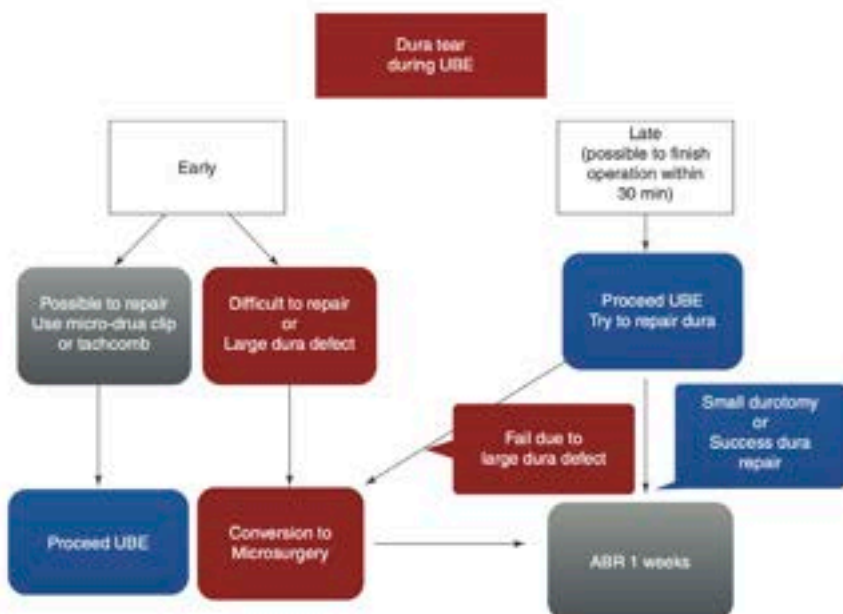 Dura tear
during UBE
Early
Late
(possible to finish
operation within
30 min)
Possible to repair
Use micro-drua clip
or tachcomb
Difficult to repair
or
Large dura defect
Proceed UBE
Try to repair dura
Fail due to
large dura defect
Small durotomy
or
Success dura
repair
Proceed UBE
Conversion to
Microsurgery
ABR 1 weeks